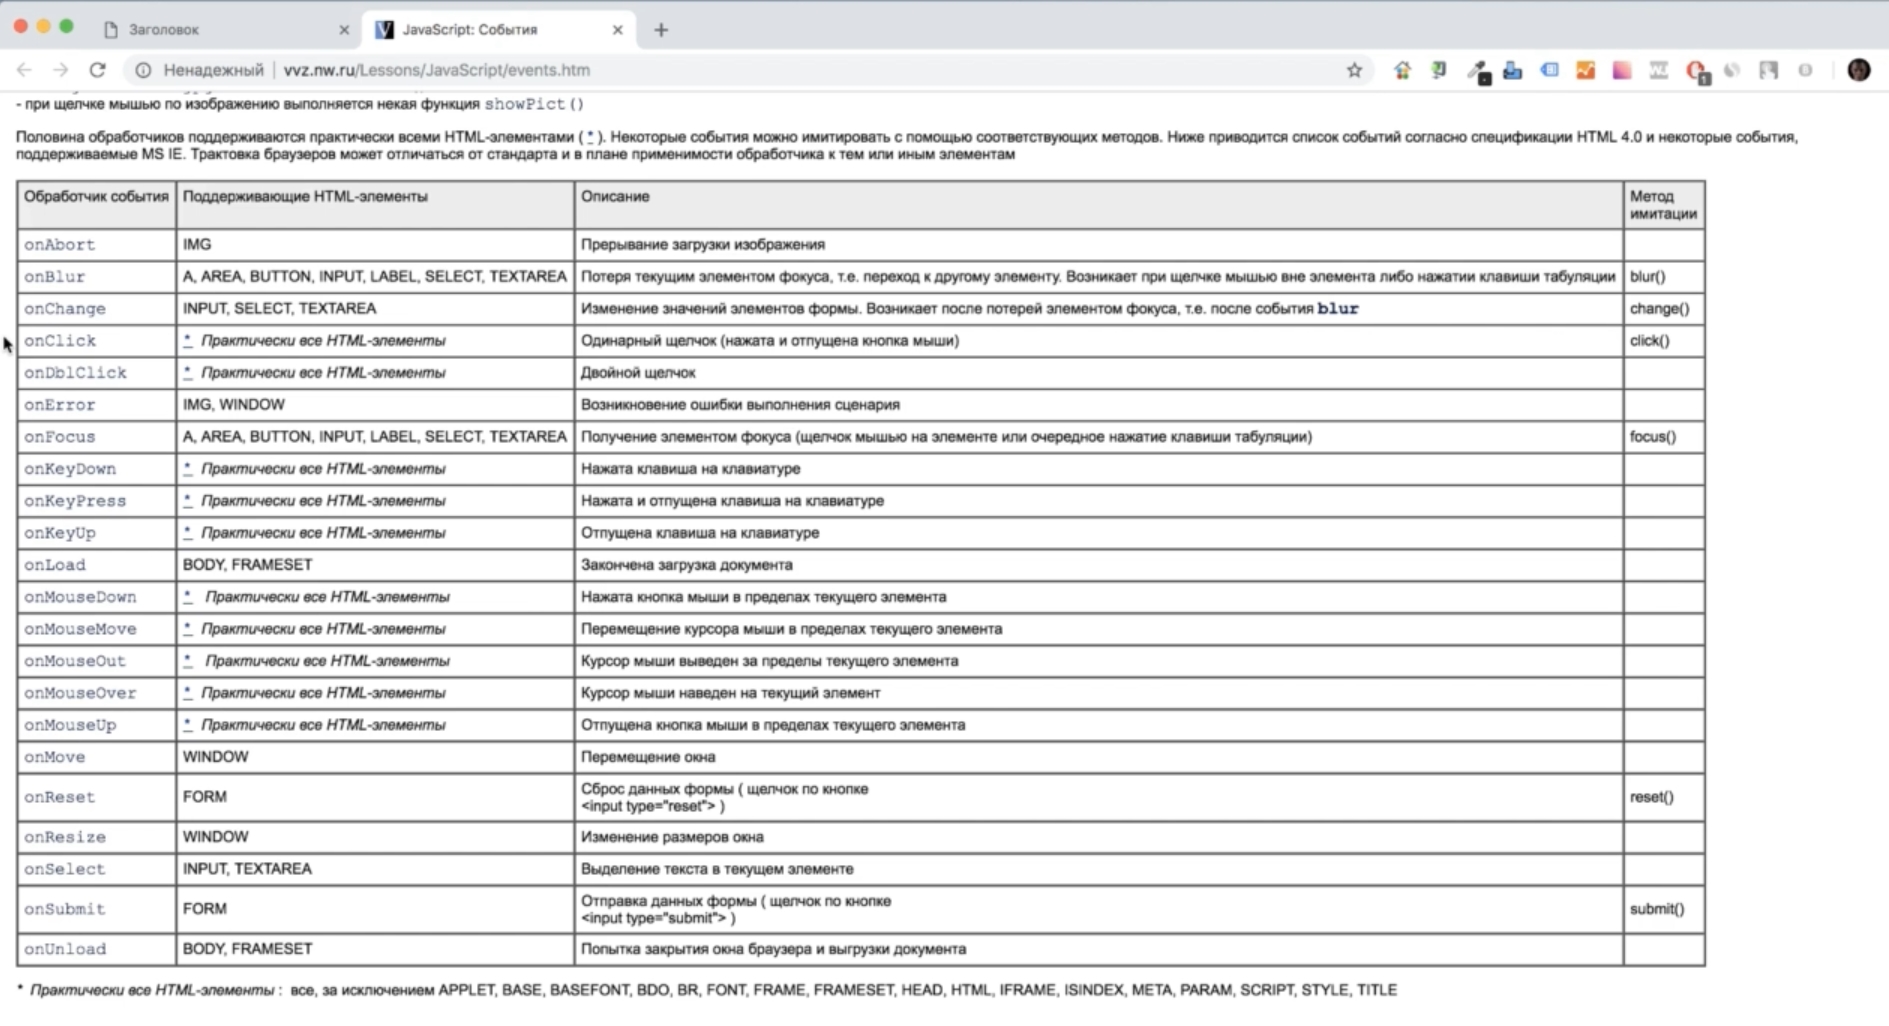 Заголовок
JavaScript: События
Ненадежный | vvz.nw.ru/Lessons/JavaScript/events.htm
- при щелчке мышью по изображению выполняется некая функция showPict()
Половина обработчиков поддерживаются практически всеми HTML-элементами ( * ). Некоторые события можно имитировать с помощью соответствующих методов. Ниже приводится список событий согласно спецификации HTML 4.0 и некоторые события,
поддерживаемые MS IE. Трактовка браузеров может отличаться от стандарта и в плане применимости обработчика к тем или иным элементам
Обработчик события Поддерживающие HTML-элементы Описание Метод
имитации
onAbort IMG Прерывание загрузки изображения
onBlur A, AREA, BUTTON, INPUT, LABEL, SELECT, TEXTAREA Потеря текущим элементом фокуса, т.е. переход к другому элементу. Возникает при щелчке мышью вне элемента либо нажатии клавиши табуляции blur()
onChange INPUT, SELECT, TEXTAREA Изменение значений элементов формы. Возникает после потерей элементом фокуса, т.е. после события blur change()
onClick * Практически все HTML-элементы Одинарный щелчок (нажата и отпущена кнопка мыши) click()
onDblClick * Практически все HTML-элементы Двойной щелчок
onError IMG, WINDOW Возникновение ошибки выполнения сценария
onFocus A, AREA, BUTTON, INPUT, LABEL, SELECT, TEXTAREA Получение элементом фокуса (щелчок мышью на элементе или очередное нажатие клавиши табуляции) focus()
onKeyDown * Практически все HTML-элементы Нажата клавиша на клавиатуре
onKeyPress * Практически все HTML-элементы Нажата и отпущена клавиша на клавиатуре
onKeyUp * Практически все HTML-элементы Отпущена клавиша на клавиатуре
onLoad BODY, FRAMESET Закончена загрузка документа
onMouseDown * Практически все HTML-элементы Нажата кнопка мыши в пределах текущего элемента
onMouseMove * Практически все HTML-элементы Перемещение курсора мыши в пределах текущего элемента
onMouseOut * Практически все HTML-элементы Курсор мыши выведен за пределы текущего элемента
onMouseOver * Практически все HTML-элементы Курсор мыши наведен на текущий элемент
onMouseUp * Практически все HTML-элементы Отпущена кнопка мыши в пределах текущего элемента
onMove WINDOW Перемещение окна
onReset FORM Сброс данных формы ( щелчок по кнопке
<input type="reset"> ) reset()
onResize WINDOW Изменение размеров окна
onSelect INPUT, TEXTAREA Выделение текста в текущем элементе
onSubmit FORM Отправка данных формы ( щелчок по кнопке
<input type="submit"> ) submit()
onUnload BODY, FRAMESET Попытка закрытия окна браузера и выгрузки документа
* Практически все HTML-элементы : все, за исключением APPLET, BASE, BASEFONT, BDO, BR, FONT, FRAME, FRAMESET, HEAD, HTML, IFRAME, ISINDEX, META, PARAM, SCRIPT, STYLE, TITLE